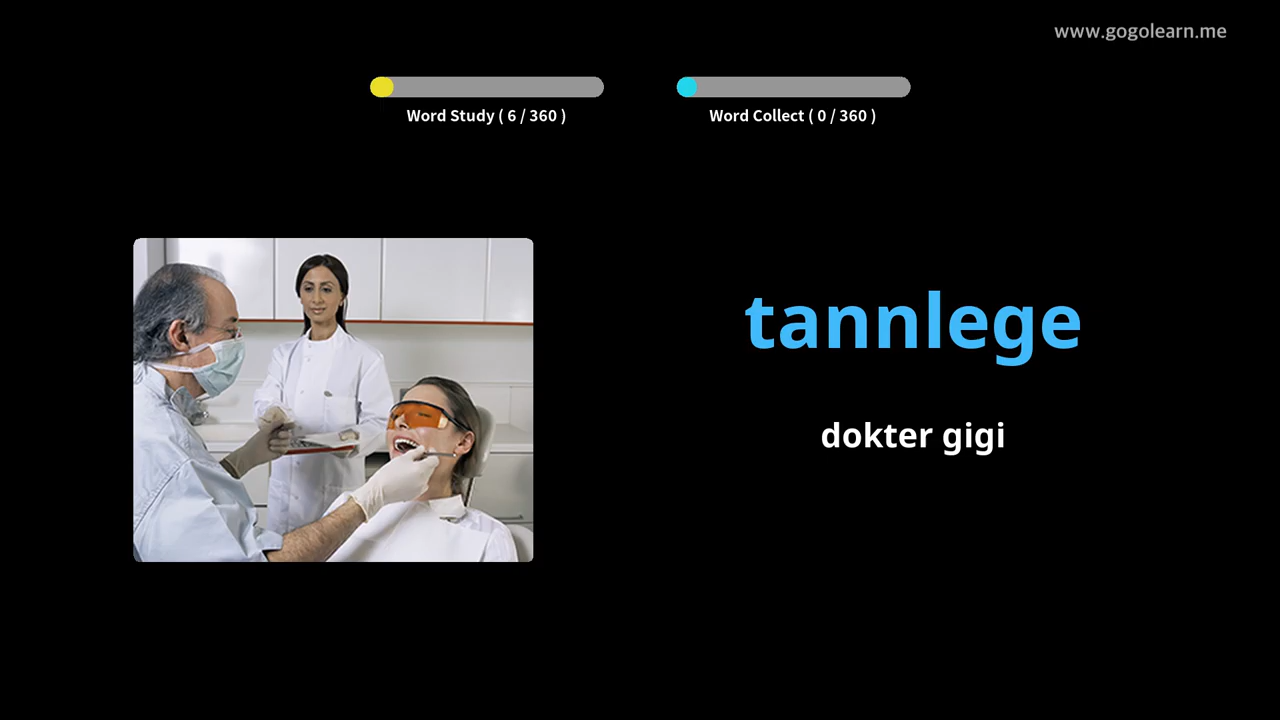 www.gogolearn.me
Word Study ( 6 / 360 )
Word Collect ( 0 / 360 )
tannlege
dokter gigi